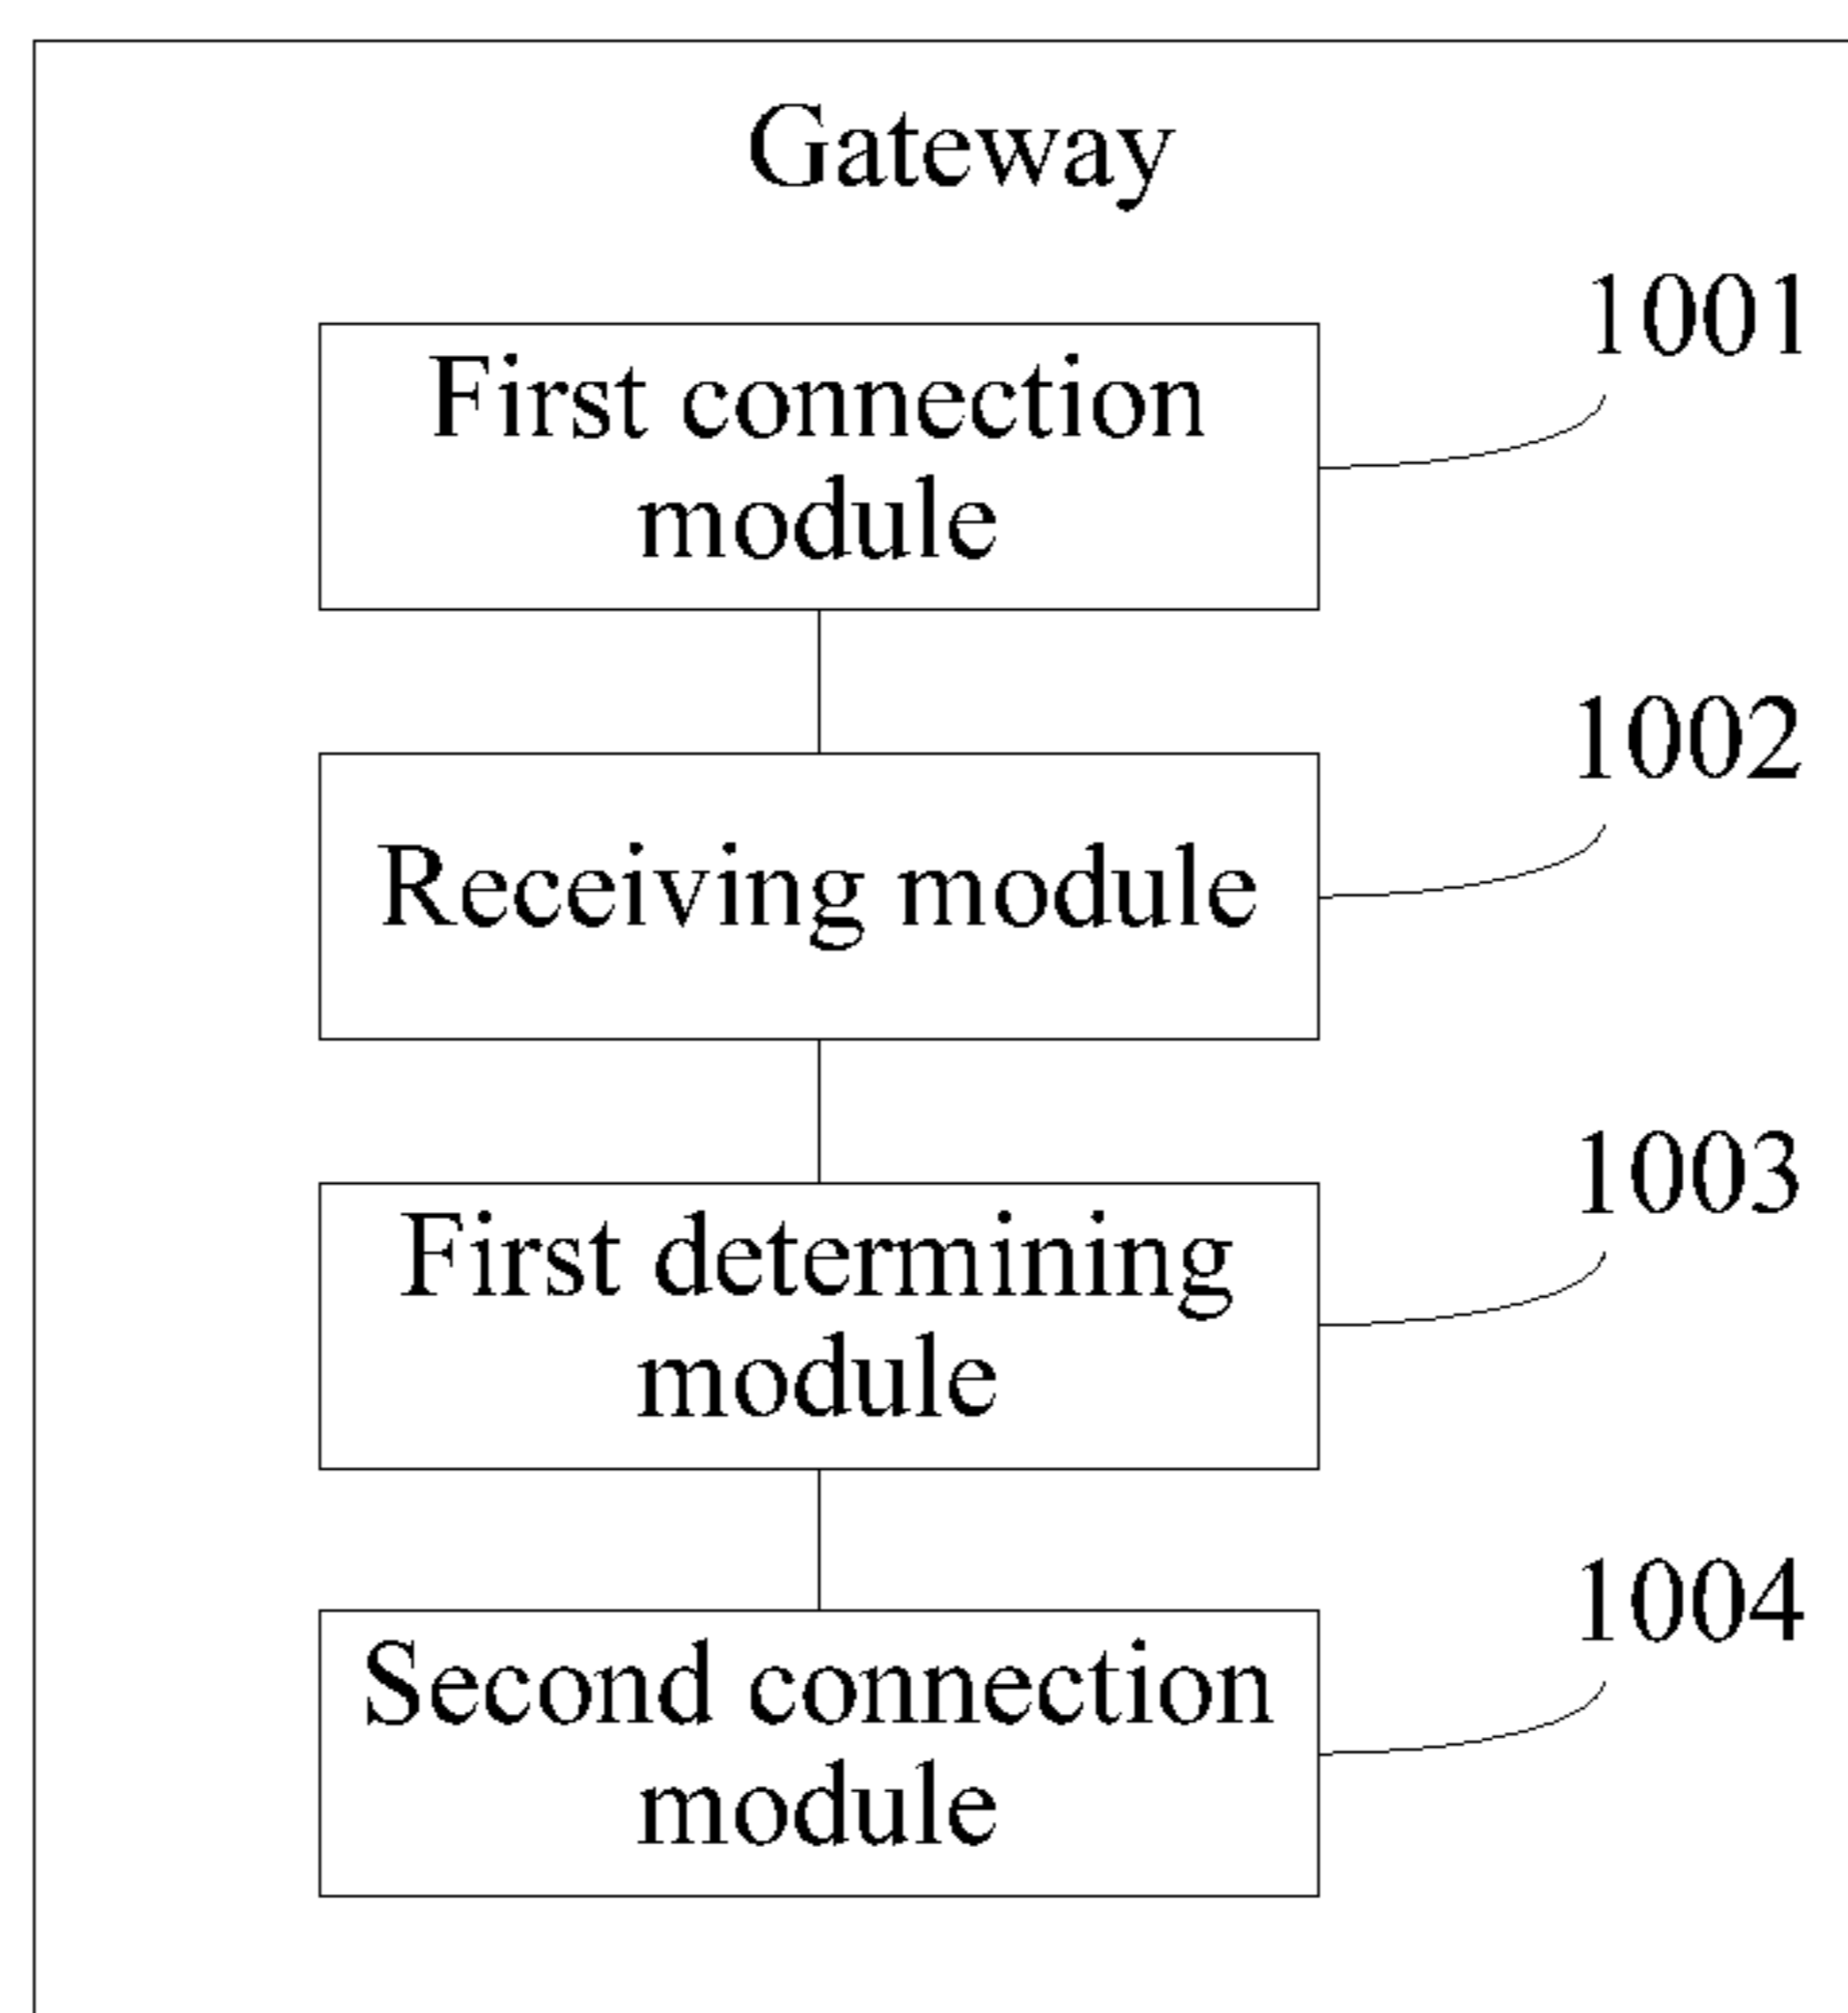 Gateway
1001
First connection
module
1002
Receiving module
1003
First determining
module
1004
Second connection
module